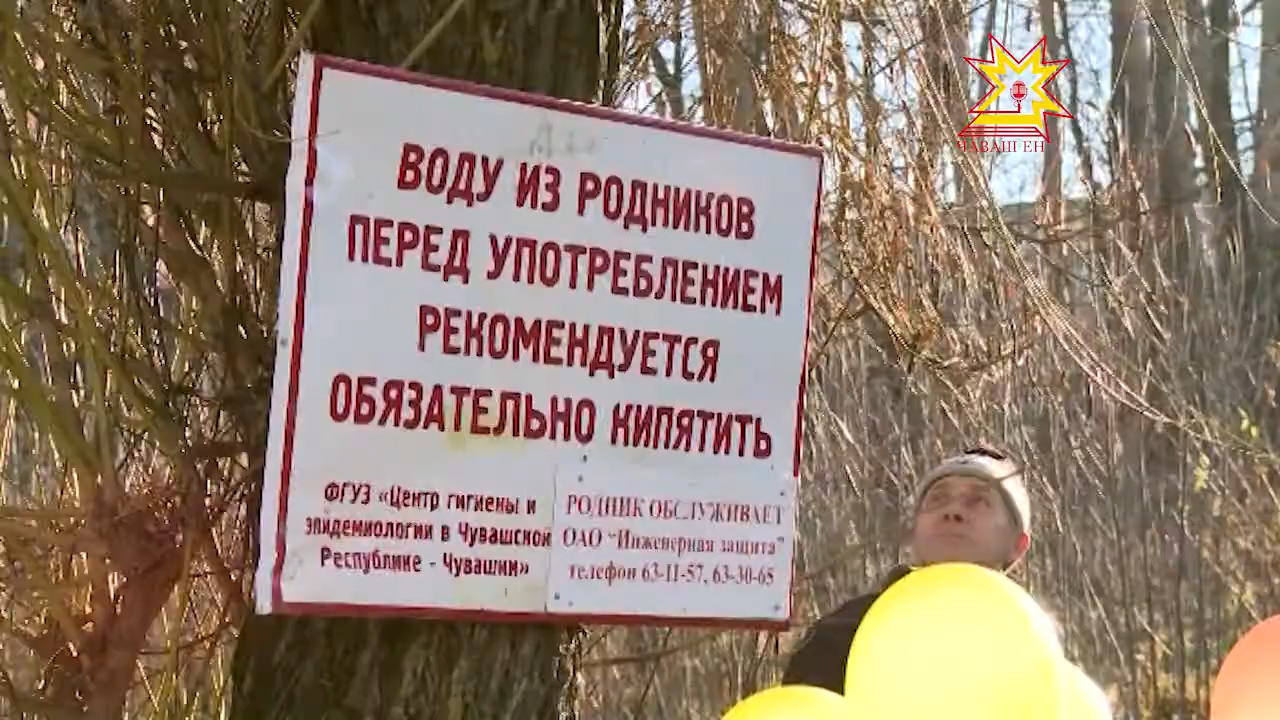 ЧӐВАШ ЕН
ВОДУ ИЗ РОДНИКОВ
ПЕРЕД УПОТРЕБЛЕНИЕМ
РЕКОМЕНДУЕТСЯ
ОБЯЗАТЕЛЬНО КИПЯТИТЬ
ФГУЗ «Центр гигиены и
эпидемиологии в Чувашской
Республике - Чувашии»
РОДНИК ОБСЛУЖИВАЕТ
ОАО "Инженерная защита"
телефон 63-11-57, 63-30-65